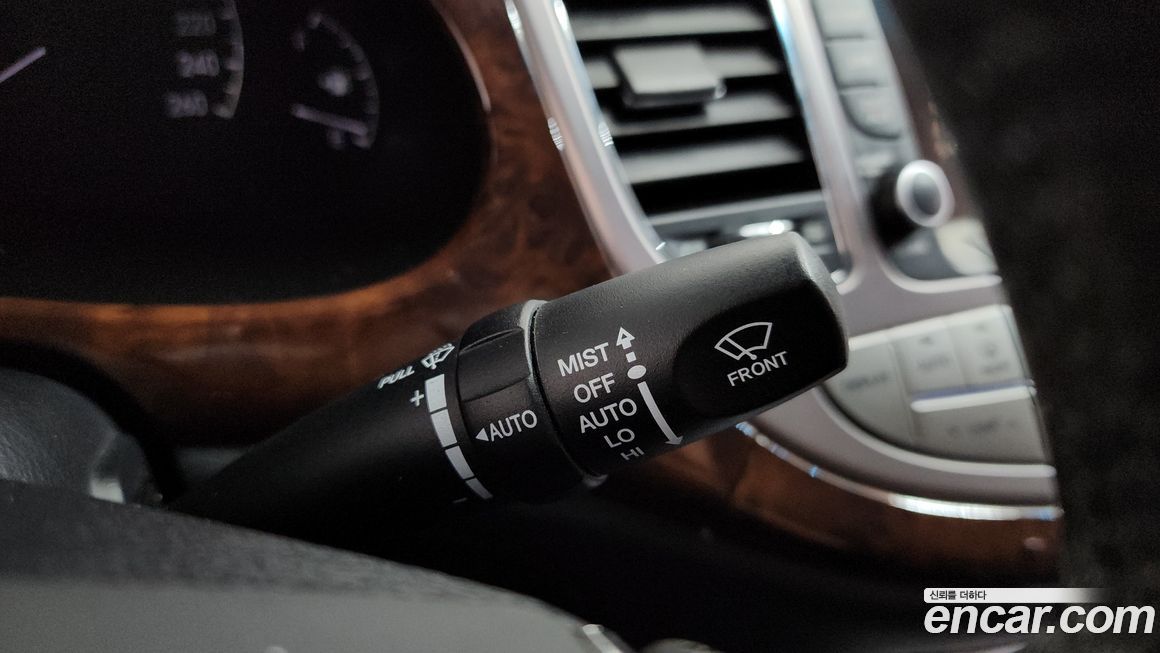 220
240
260
PULL
+
◀AUTO
-
MIST
OFF
AUTO
LO
HI
FRONT
신뢰를 더하다
encar.com